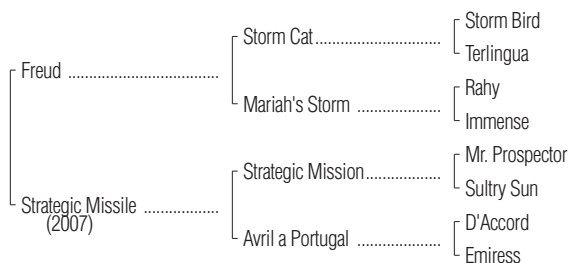 Storm Bird
Storm Cat..............................
Terlingua
Freud ....................................
Rahy
Mariah's Storm ....................
Immense
Mr. Prospector
Strategic Mission..................
Sultry Sun
Strategic Missile ..................
(2007)
D'Accord
Avril a Portugal ....................
Emiress